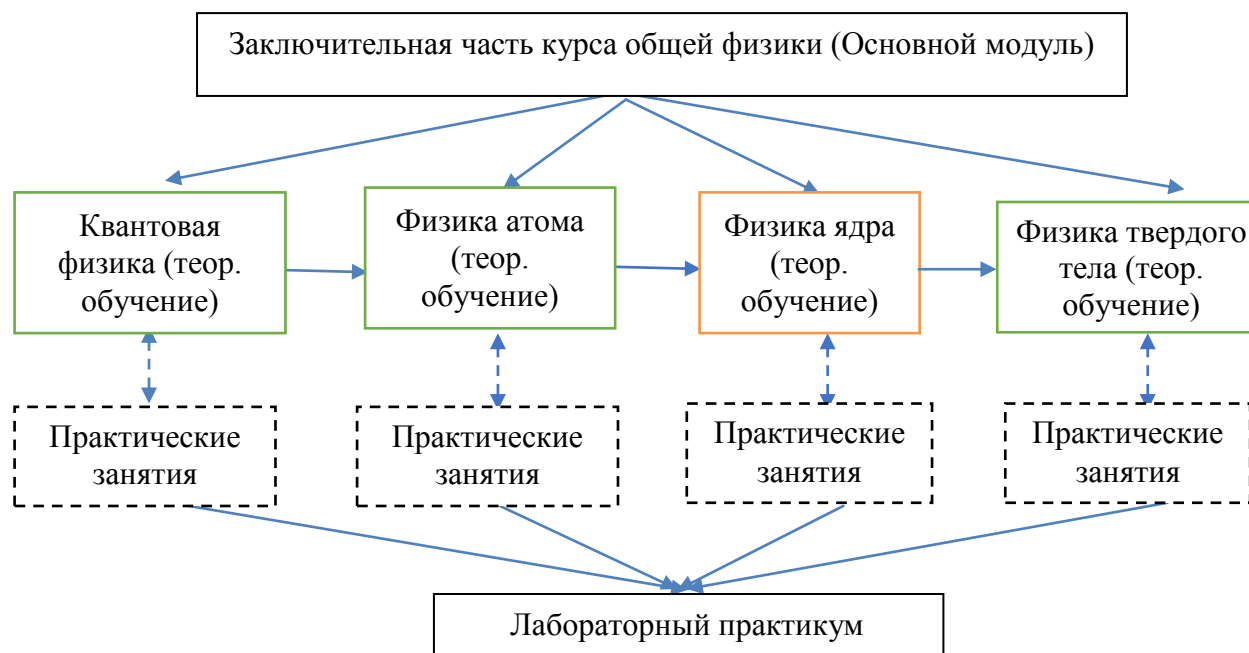 Заключительная часть курса общей физики (Основной модуль)
Квантовая
физика (теор.
обучение)
Физика атома
(теор.
обучение)
Физика ядра
(теор.
обучение)
Физика твердого
тела (теор.
обучение)
Практические
занятия
Практические
занятия
Практические
занятия
Практические
занятия
Лабораторный практикум